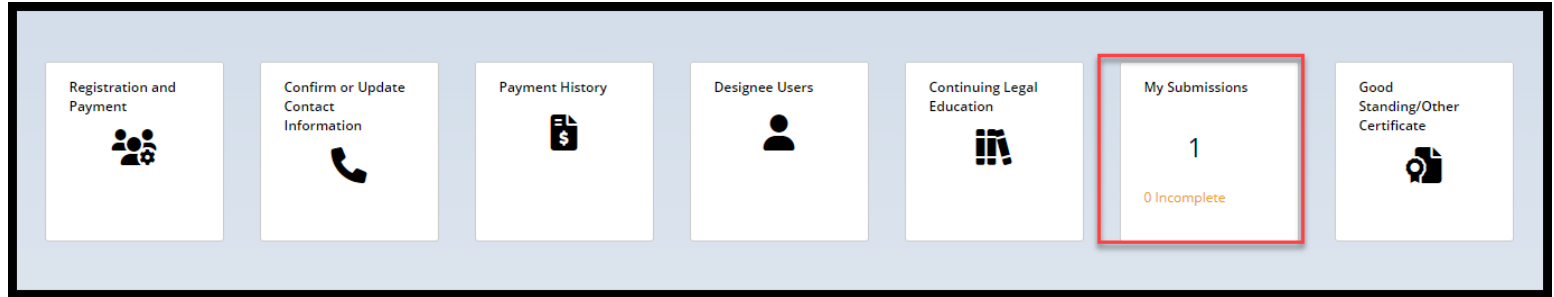 Registration and
Payment
Confirm or Update
Contact
Information
Payment History
$
Designee Users
Continuing Legal
Education
My Submissions
1
0 Incomplete
Good
Standing/Other
Certificate